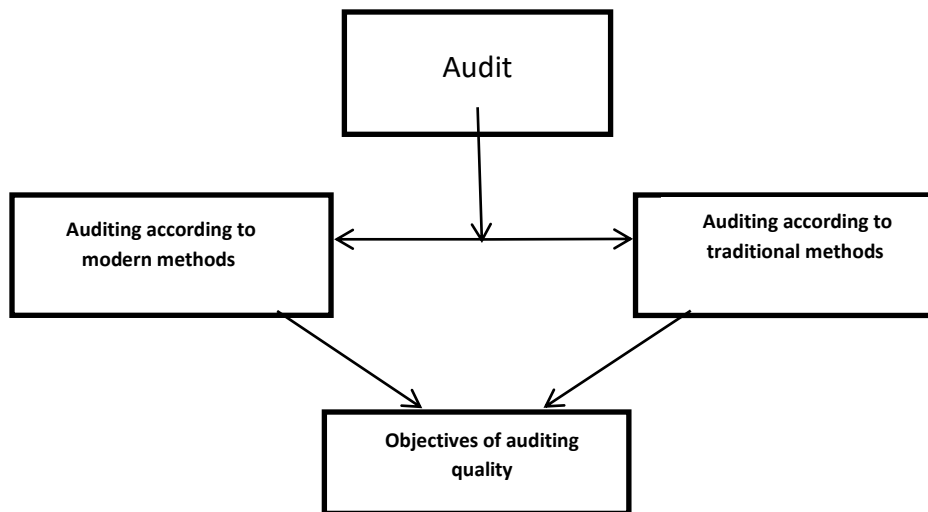 Audit
Auditing according to
modern methods
Auditing according to
traditional methods
Objectives of auditing
quality